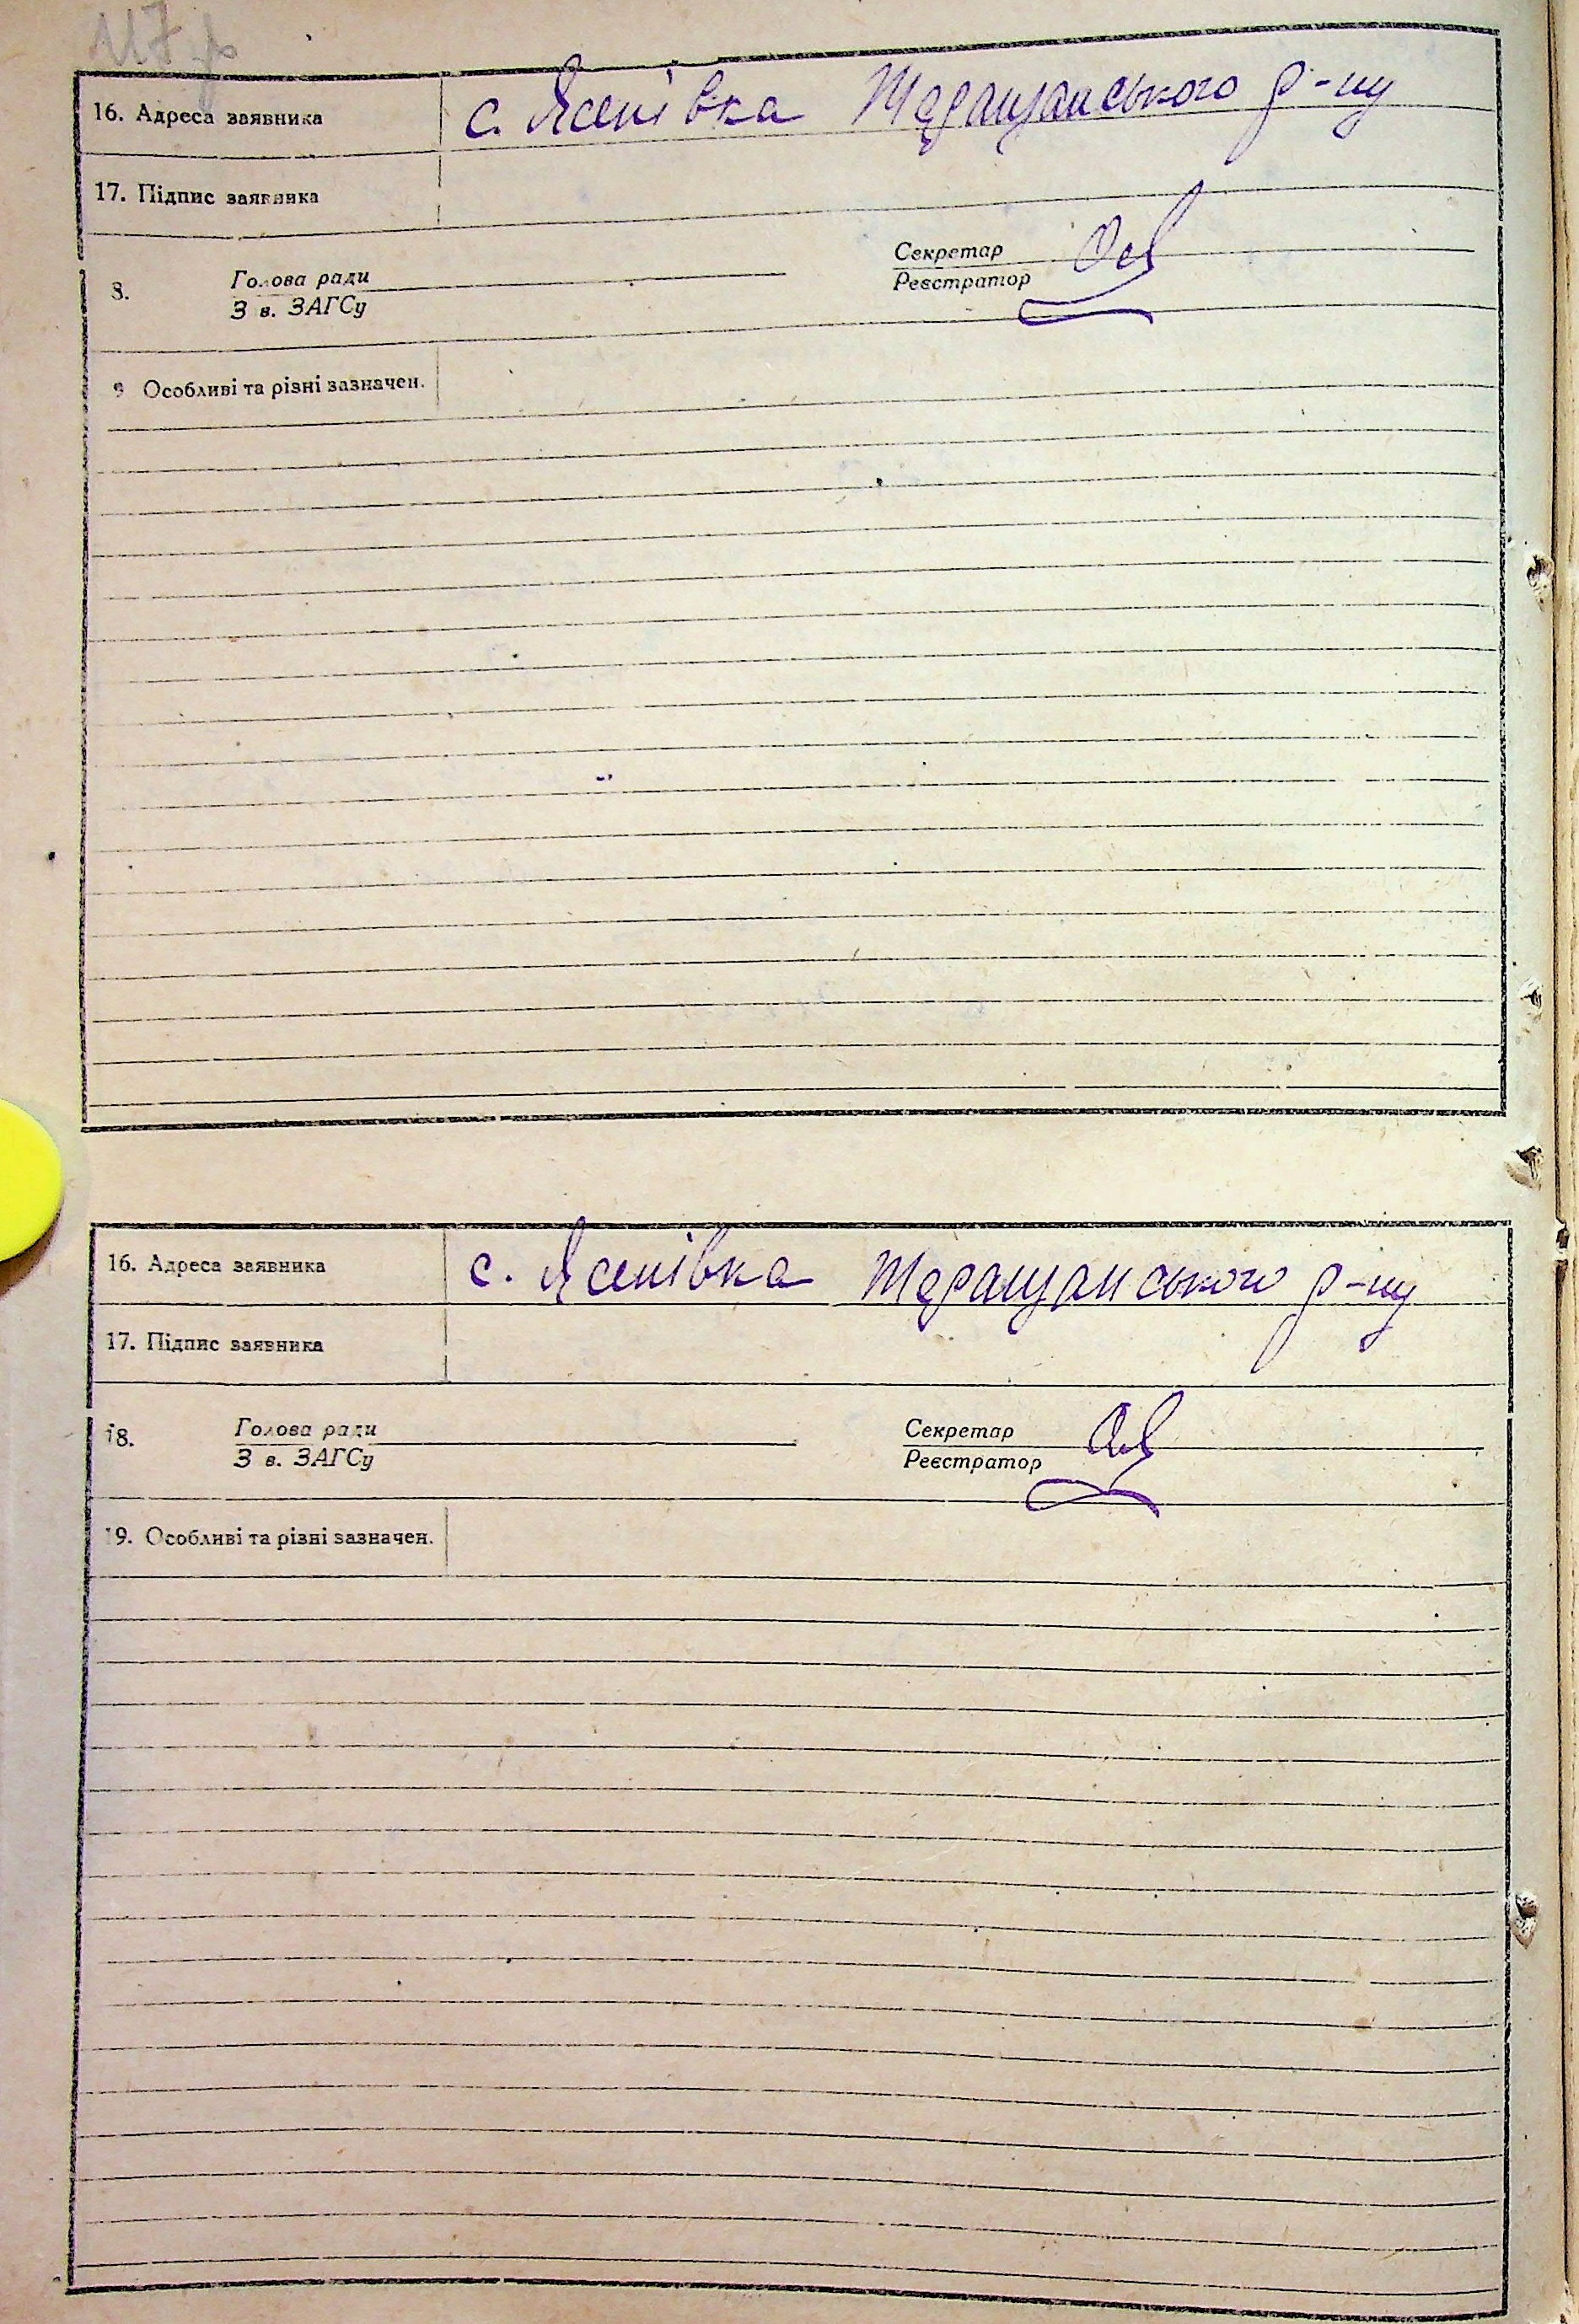 16. Адреса заявника с. Ясенівка Таращанського р-ну
17. Підпис заявника
8. Голова ради Секретар
З в. ЗАГСу Реєстратор
9 Особливі та різні зазначен.
16. Адреса заявника с. Ясенівка Таращанського р-ну
17. Підпис заявника
18. Голова ради Секретар
З в. ЗАГСу Реєстратор
19. Особливі та різні зазначен.